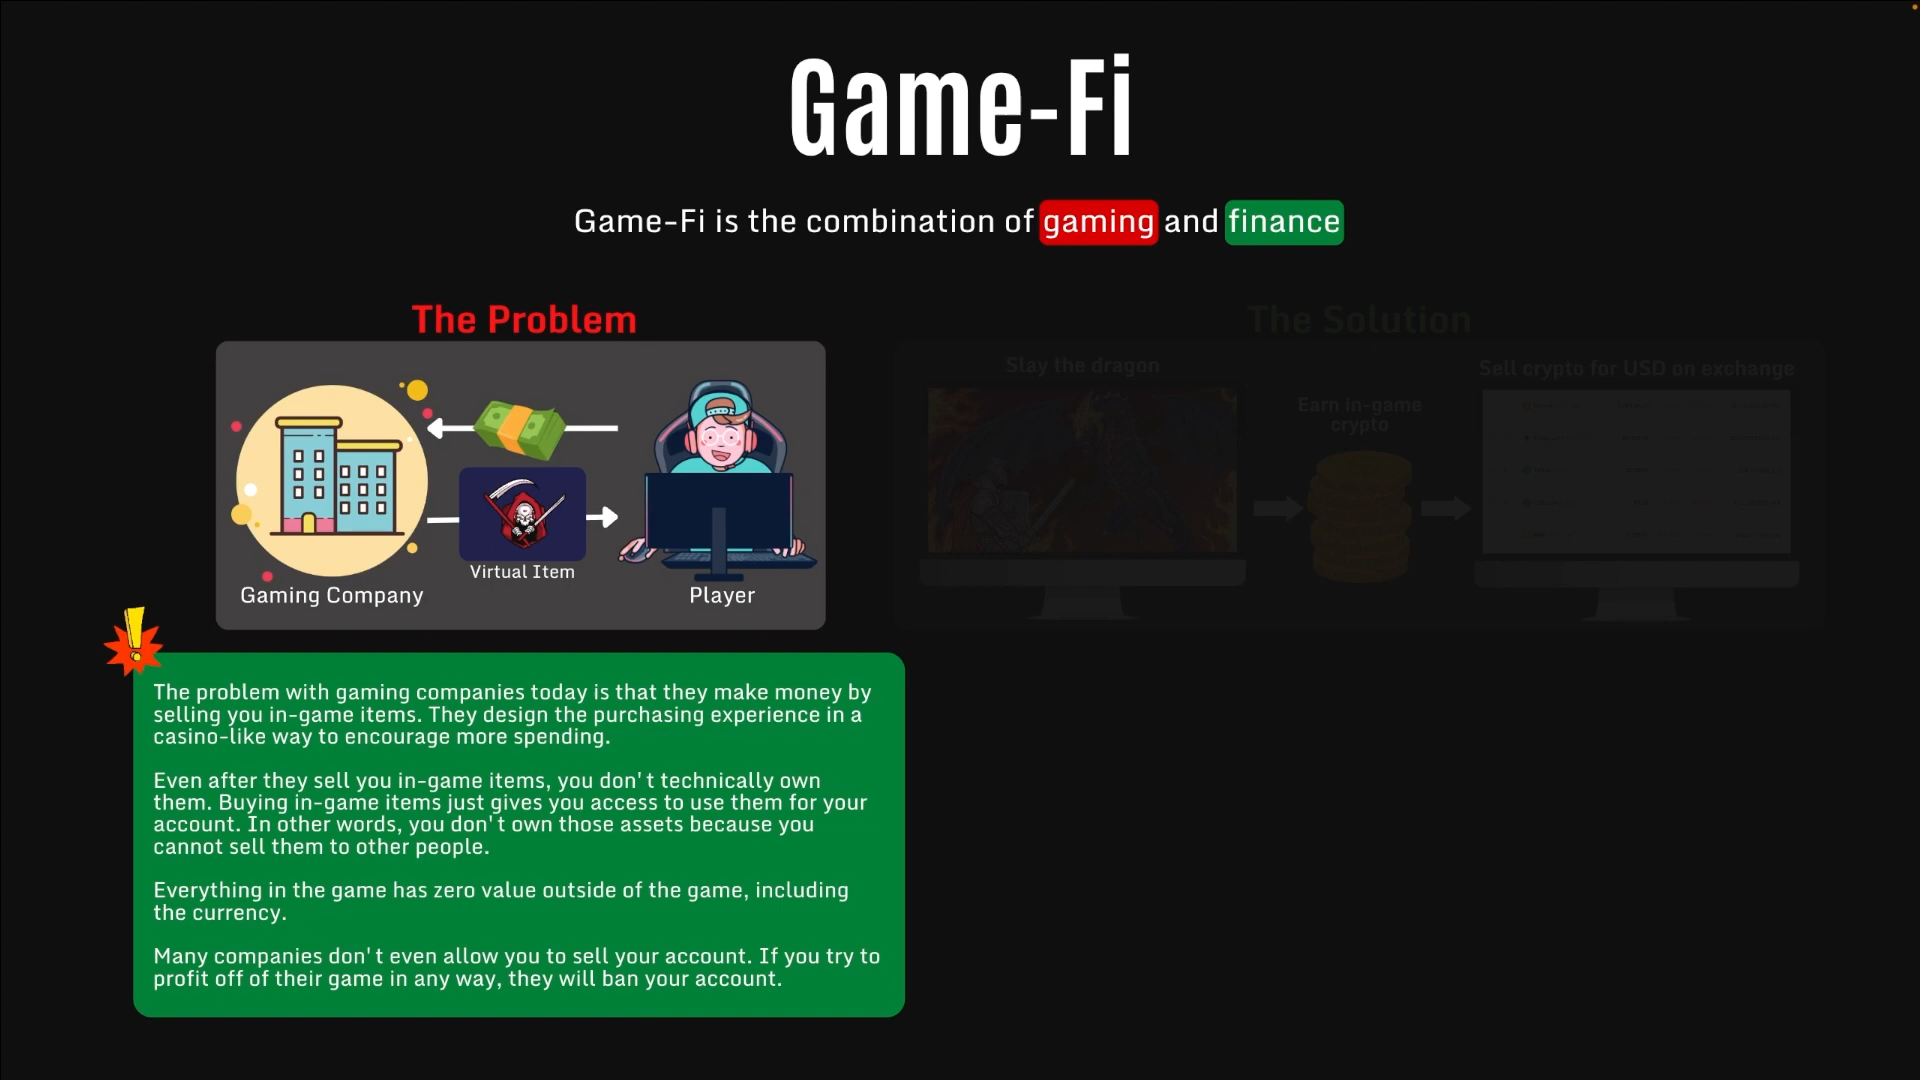 Game-Fi
Game-Fi is the combination of gaming and finance
The Problem
Gaming Company
Virtual Item
Player
The Solution
Slay the dragon
Earn in-game
crypto
Sell crypto for USD on exchange
The problem with gaming companies today is that they make money by
selling you in-game items. They design the purchasing experience in a
casino-like way to encourage more spending.
Even after they sell you in-game items, you don't technically own
them. Buying in-game items just gives you access to use them for your
account. In other words, you don't own those assets because you
cannot sell them to other people.
Everything in the game has zero value outside of the game, including
the currency.
Many companies don't even allow you to sell your account. If you try to
profit off of their game in any way, they will ban your account.